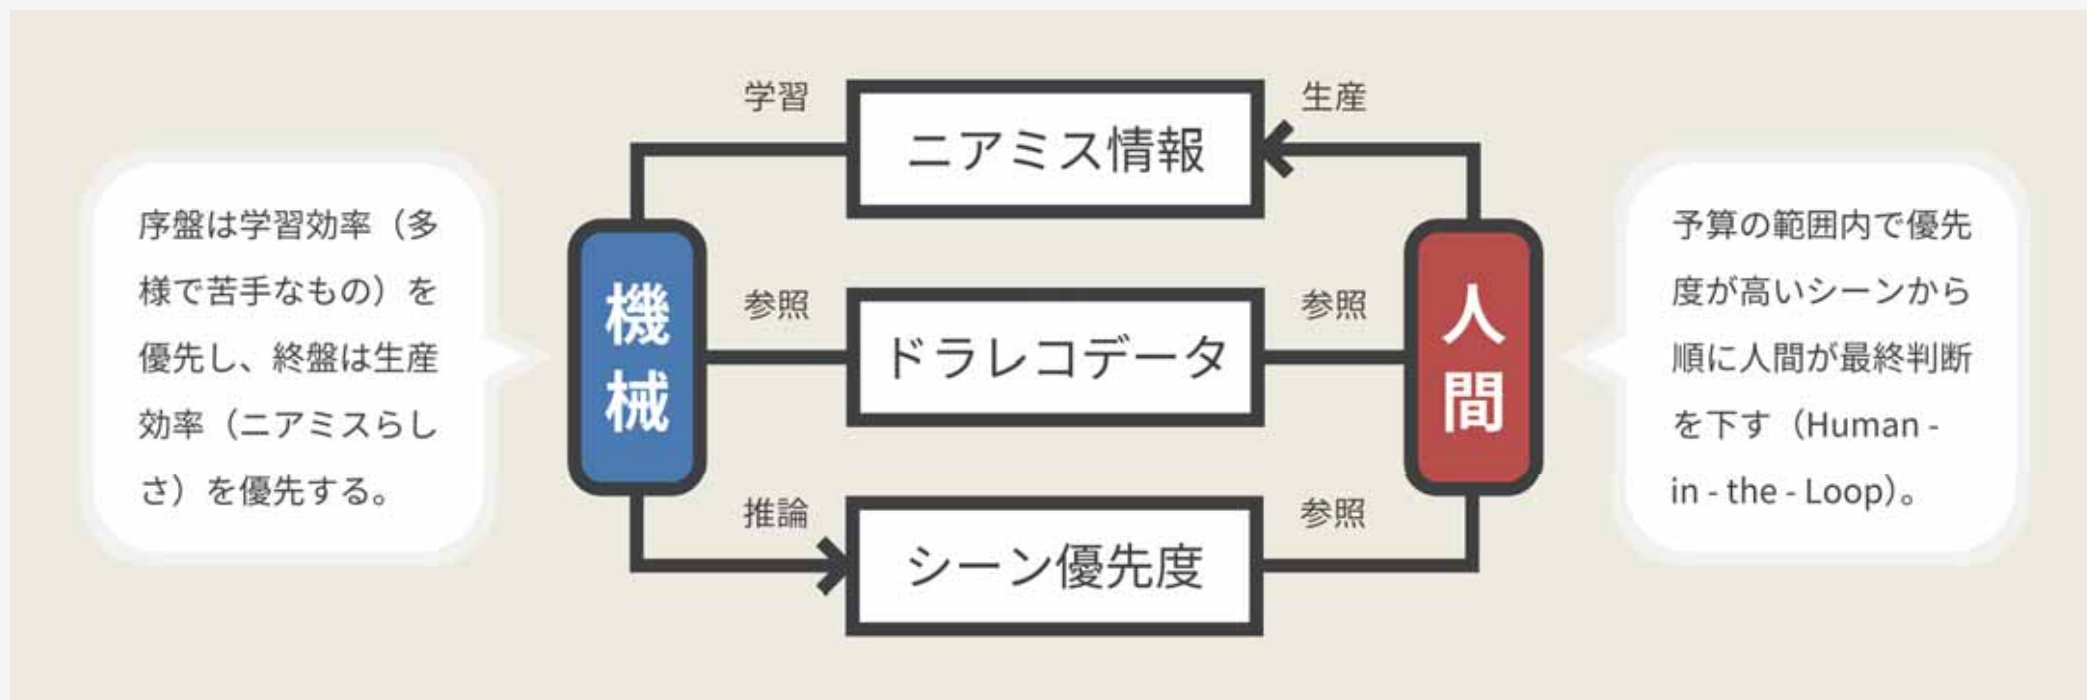 学習
生産
ニアミス情報
序盤は学習効率（多
様で苦手なもの）を
優先し、終盤は生産
効率（ニアミスらし
さ）を優先する。
機
械
参照
参照
ドラレコデータ
人
間
予算の範囲内で優先
度が高いシーンから
順に人間が最終判断
を下す（Human -
in - the - Loop）。
推論
参照
シーン優先度